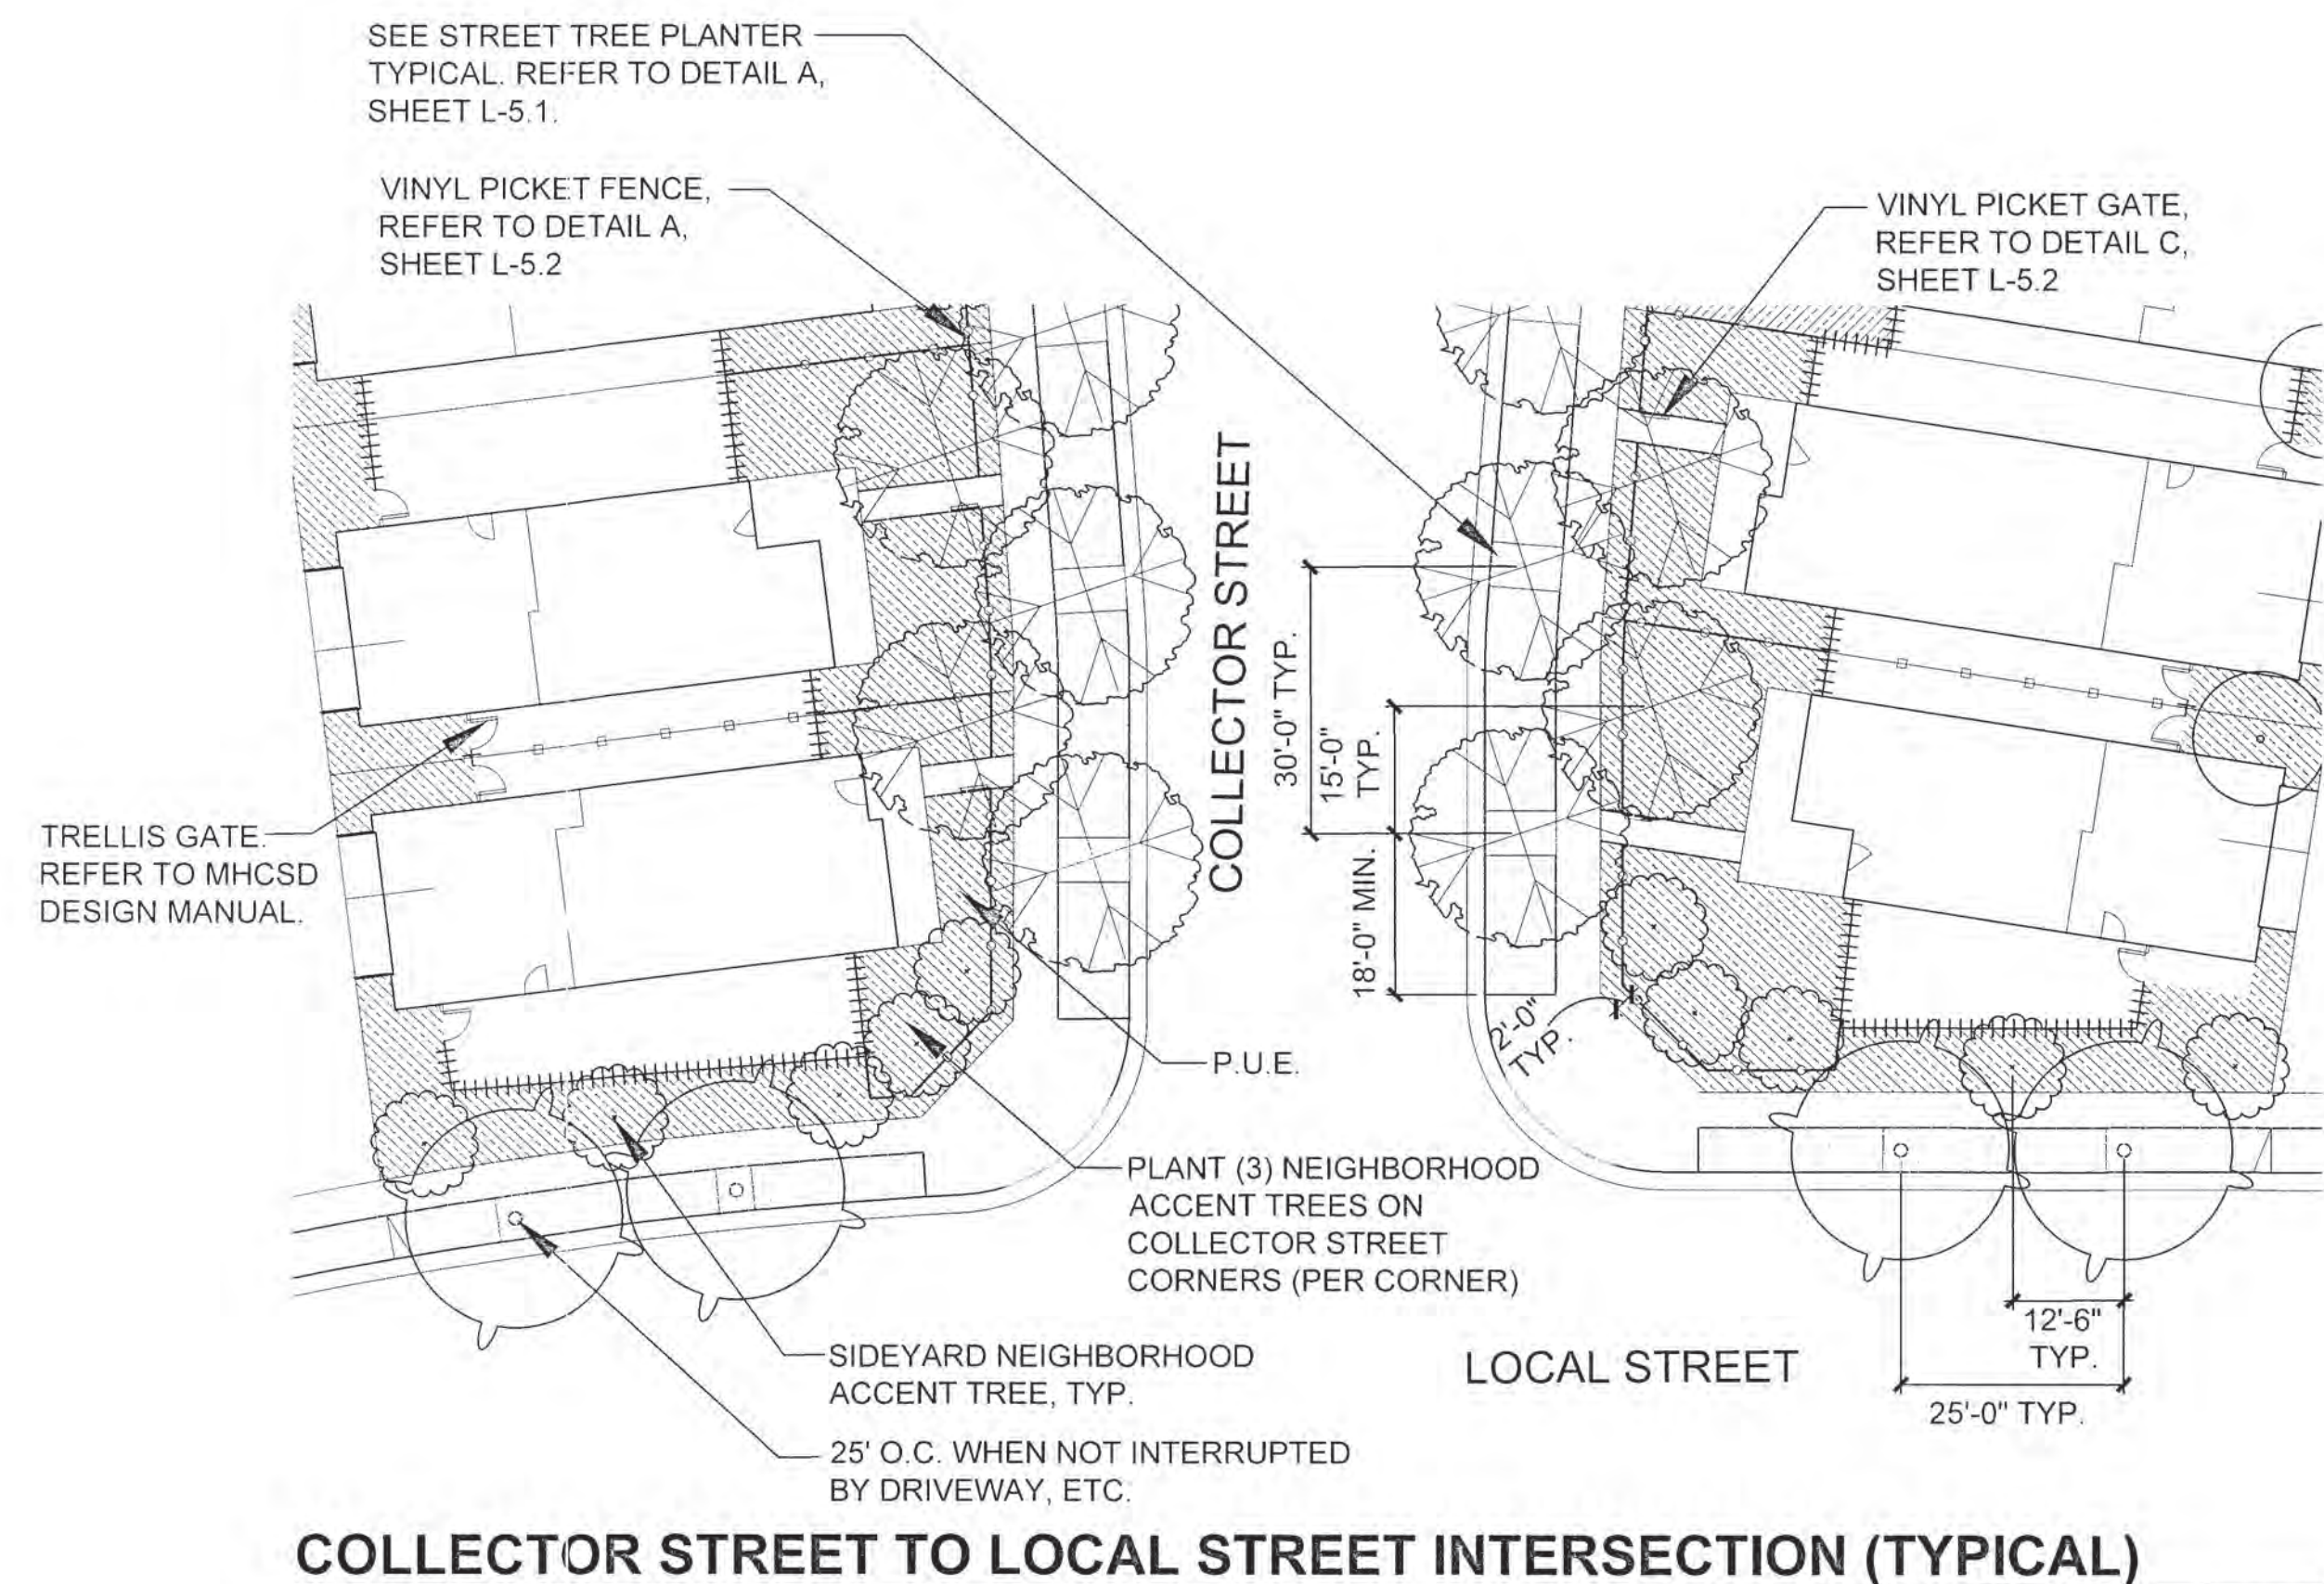 SEE STREET TREE PLANTER
TYPICAL. REFER TO DETAIL A,
SHEET L-5.1.
VINYL PICKET FENCE,
REFER TO DETAIL A,
SHEET L-5.2
VINYL PICKET GATE,
REFER TO DETAIL C,
SHEET L-5.2
COLLECTOR STREET
30'-0" TYP.
15'-0"
TYP.
18'-0" MIN.
2'-0"
TYP.
TRELLIS GATE.
REFER TO MHCSD
DESIGN MANUAL.
P.U.E.
PLANT (3) NEIGHBORHOOD
ACCENT TREES ON
COLLECTOR STREET
CORNERS (PER CORNER)
SIDEYARD NEIGHBORHOOD
ACCENT TREE, TYP.
LOCAL STREET
12'-6"
TYP.
25'-0" TYP.
25' O.C. WHEN NOT INTERRUPTED
BY DRIVEWAY, ETC.
COLLECTOR STREET TO LOCAL STREET INTERSECTION (TYPICAL)